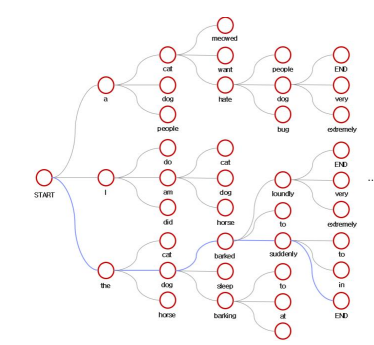 meowed
cat want people END
a dog hate dog very
people bug extremely
do cat
START I am dog loundly END
did horse to very
extremely
cat barked suddenly to
the dog sleep to in
horse barking at END
..